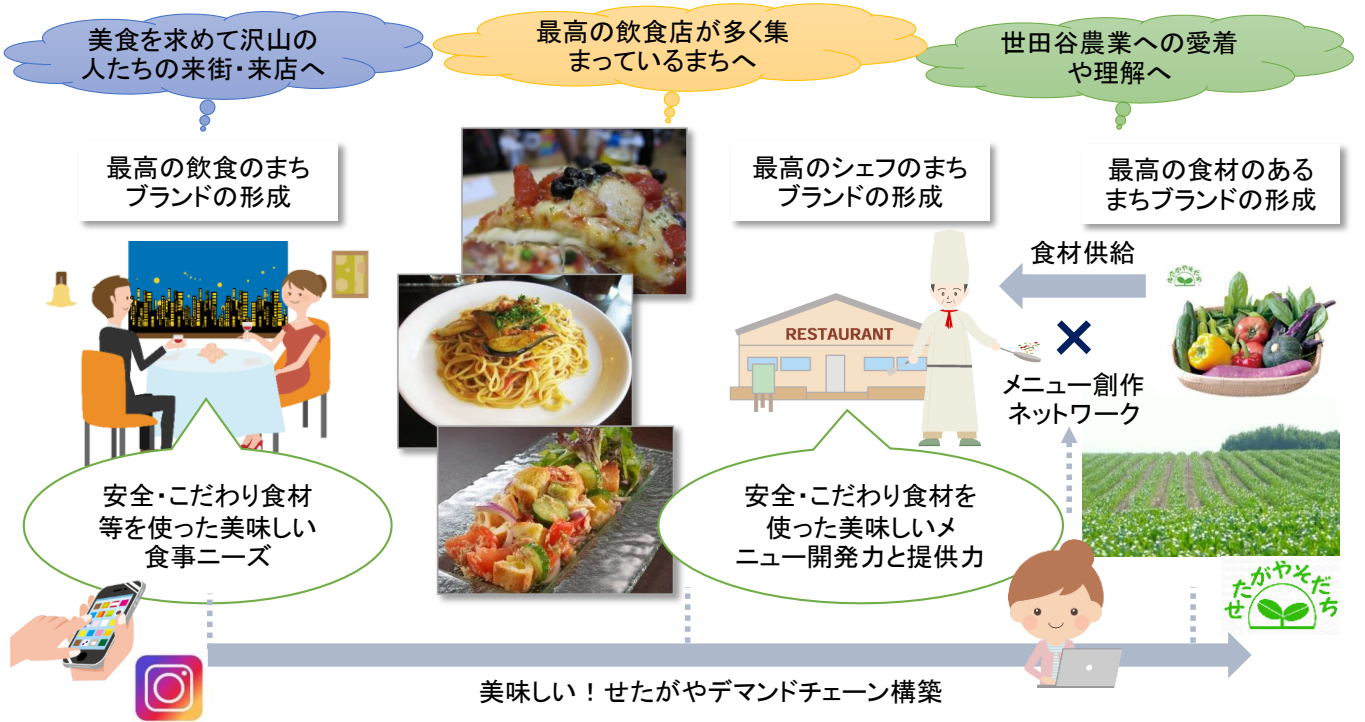 美食を求めて沢山の
人たちの来街・来店へ
最高の飲食店が多く集
まっているまちへ
世田谷農業への愛着
や理解へ
最高の飲食のまち
ブランドの形成
最高のシェフのまち
ブランドの形成
最高の食材のある
まちブランドの形成
食材供給
せたがやそだち
RESTAURANT
×
メニュー創作
ネットワーク
安全・こだわり食材
等を使った美味しい
食事ニーズ
安全・こだわり食材を
使った美味しいメ
ニュー開発力と提供力
せたがやそだち
美味しい！せたがやデマンドチェーン構築